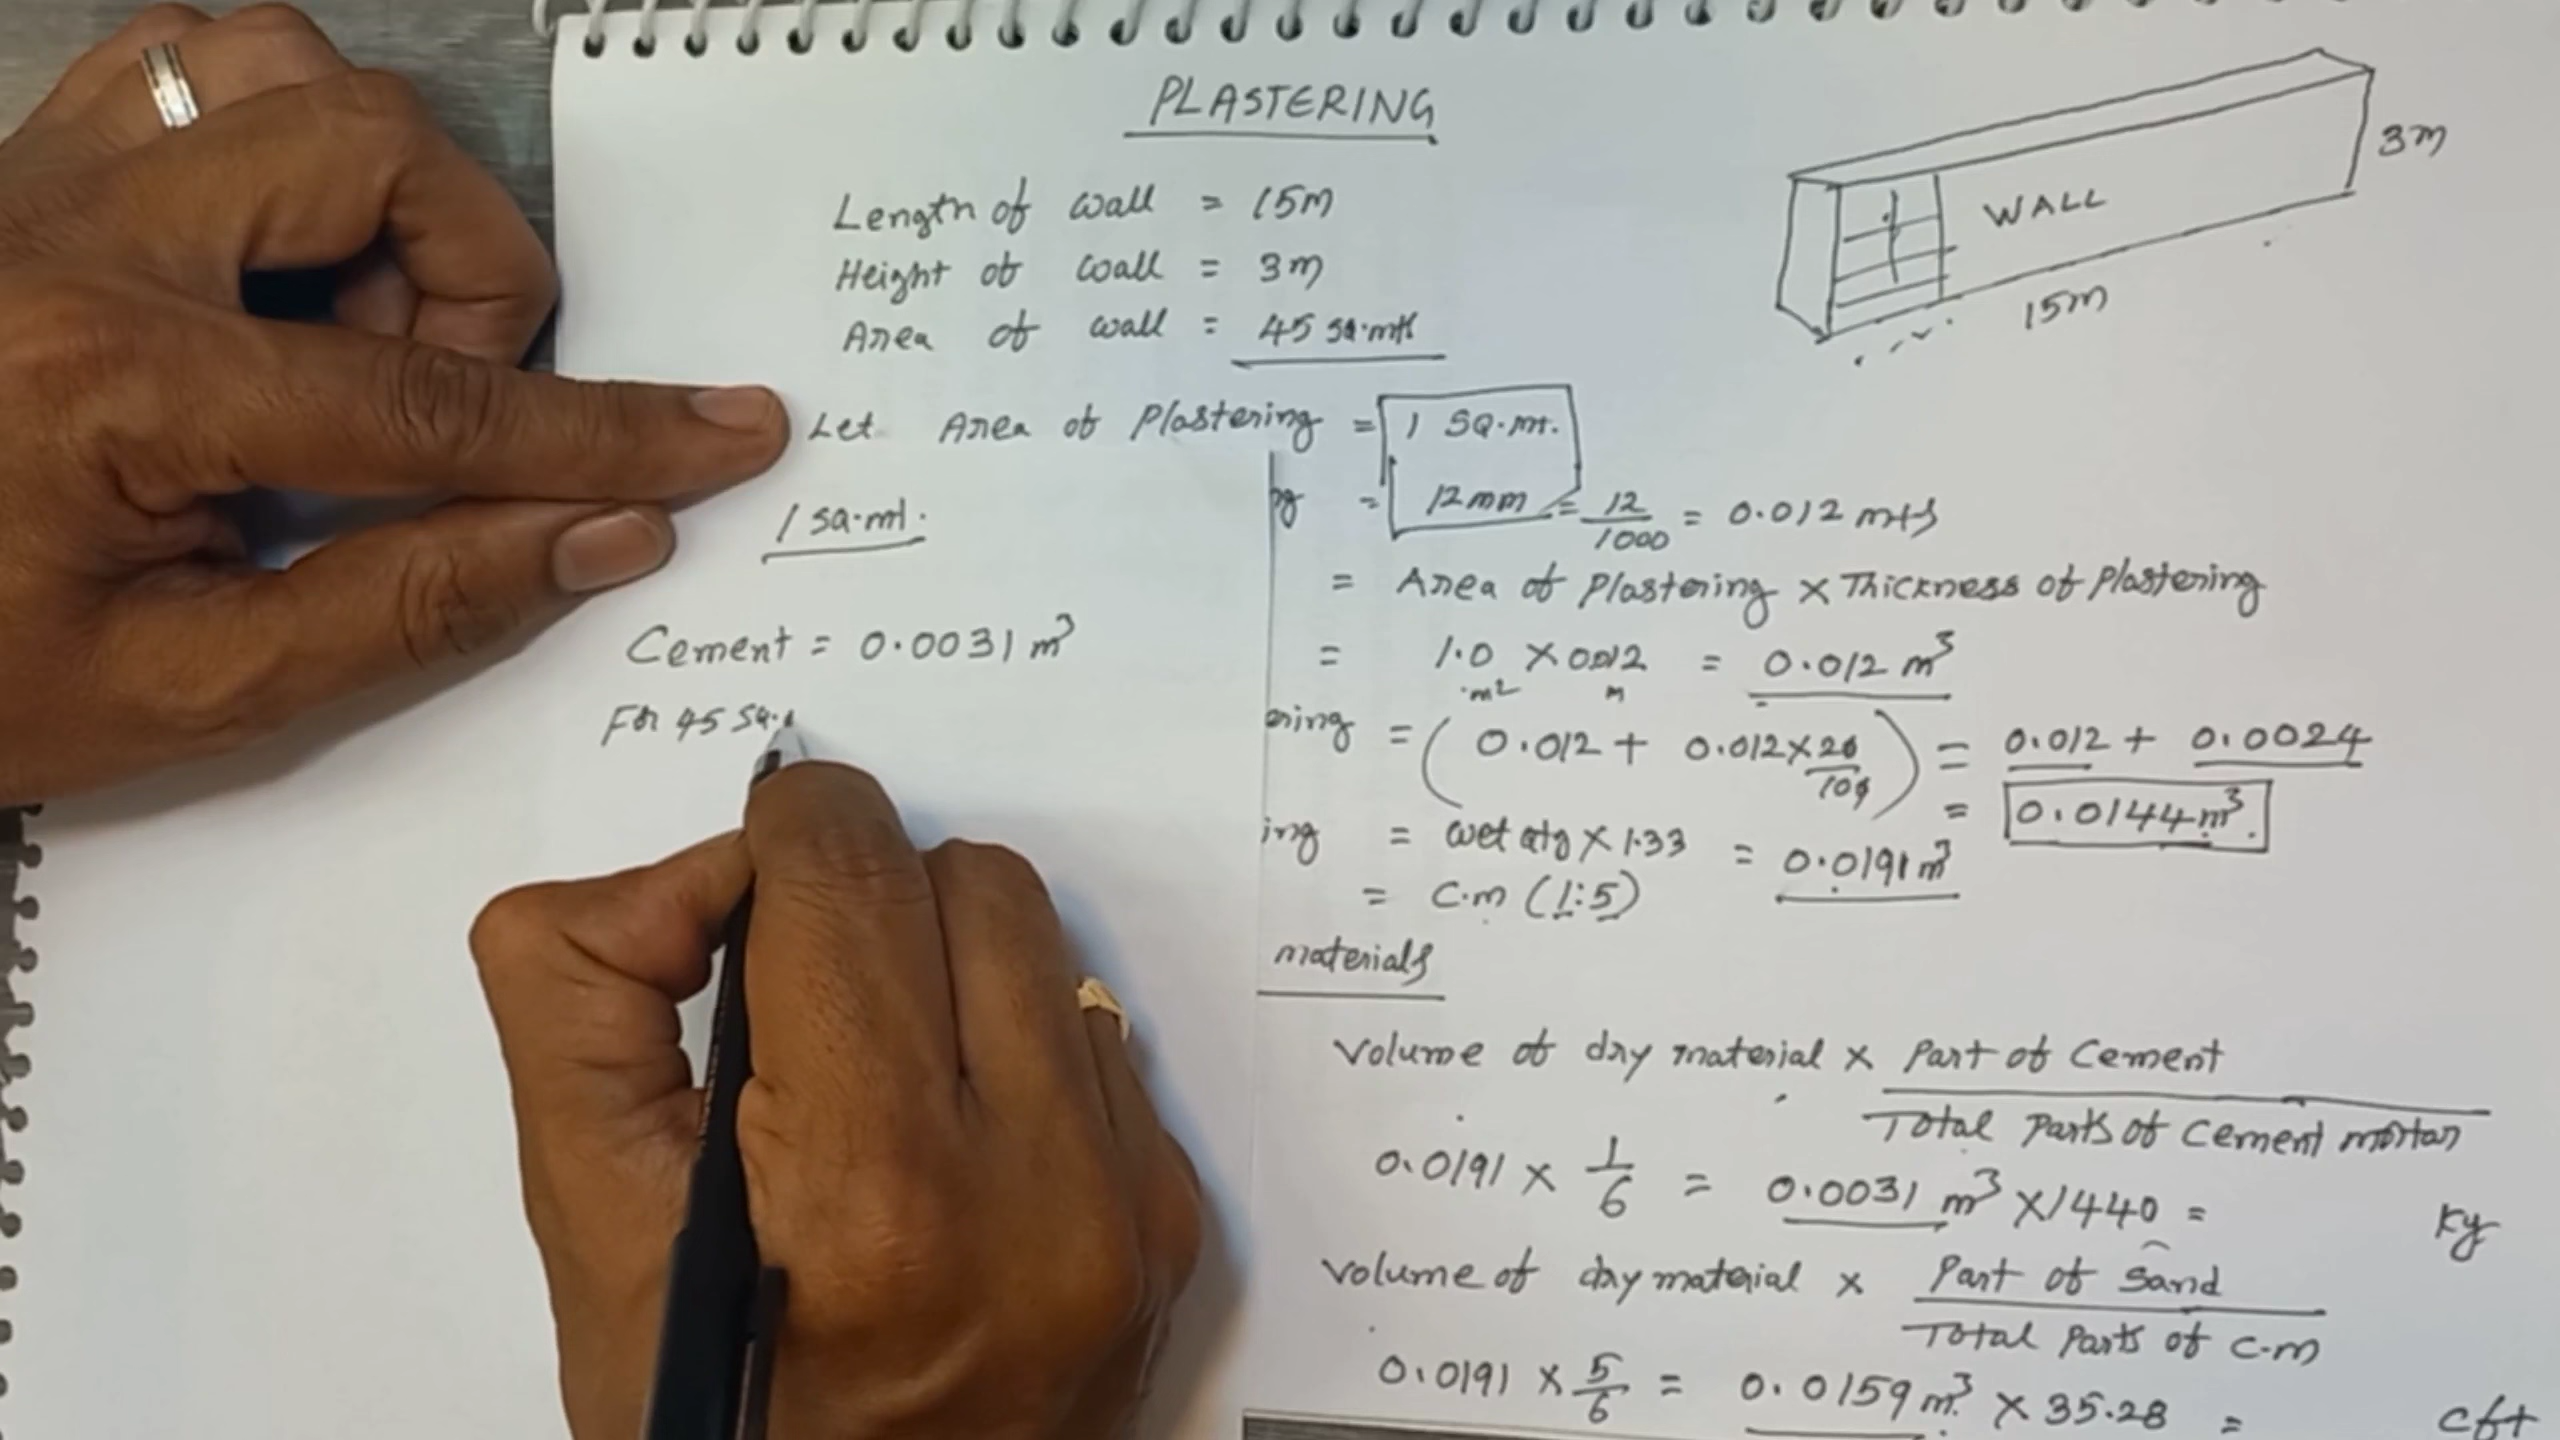 PLASTERING
Length of wall = 15m
Height of wall = 3m
Area of wall = 45 sq.mts
3m
WALL
15m
Let Area of Plastering = 1 SQ.mt.
12mm = 12/1000 = 0.012 mts
= Area of Plastering × Thickness of Plastering
= 1.0 × 0.012 = 0.012 m³
m² m
ering = (0.012 + 0.012 × 20/100) = 0.012 + 0.0024
= 0.0144 m³.
ing = wet qty × 1.33 = 0.0191 m³
= C.m (1:5)
materials
Volume of dry material × Part of Cement
Total Parts of Cement mortar
0.0191 × 1/6 = 0.0031 m³ × 1440 = Kg
Volume of dry material × Part of Sand
Total Parts of C.m
0.0191 × 5/6 = 0.0159 m³ × 35.28 = cft
1 sq.mt.
Cement = 0.0031 m³
For 45 sq.